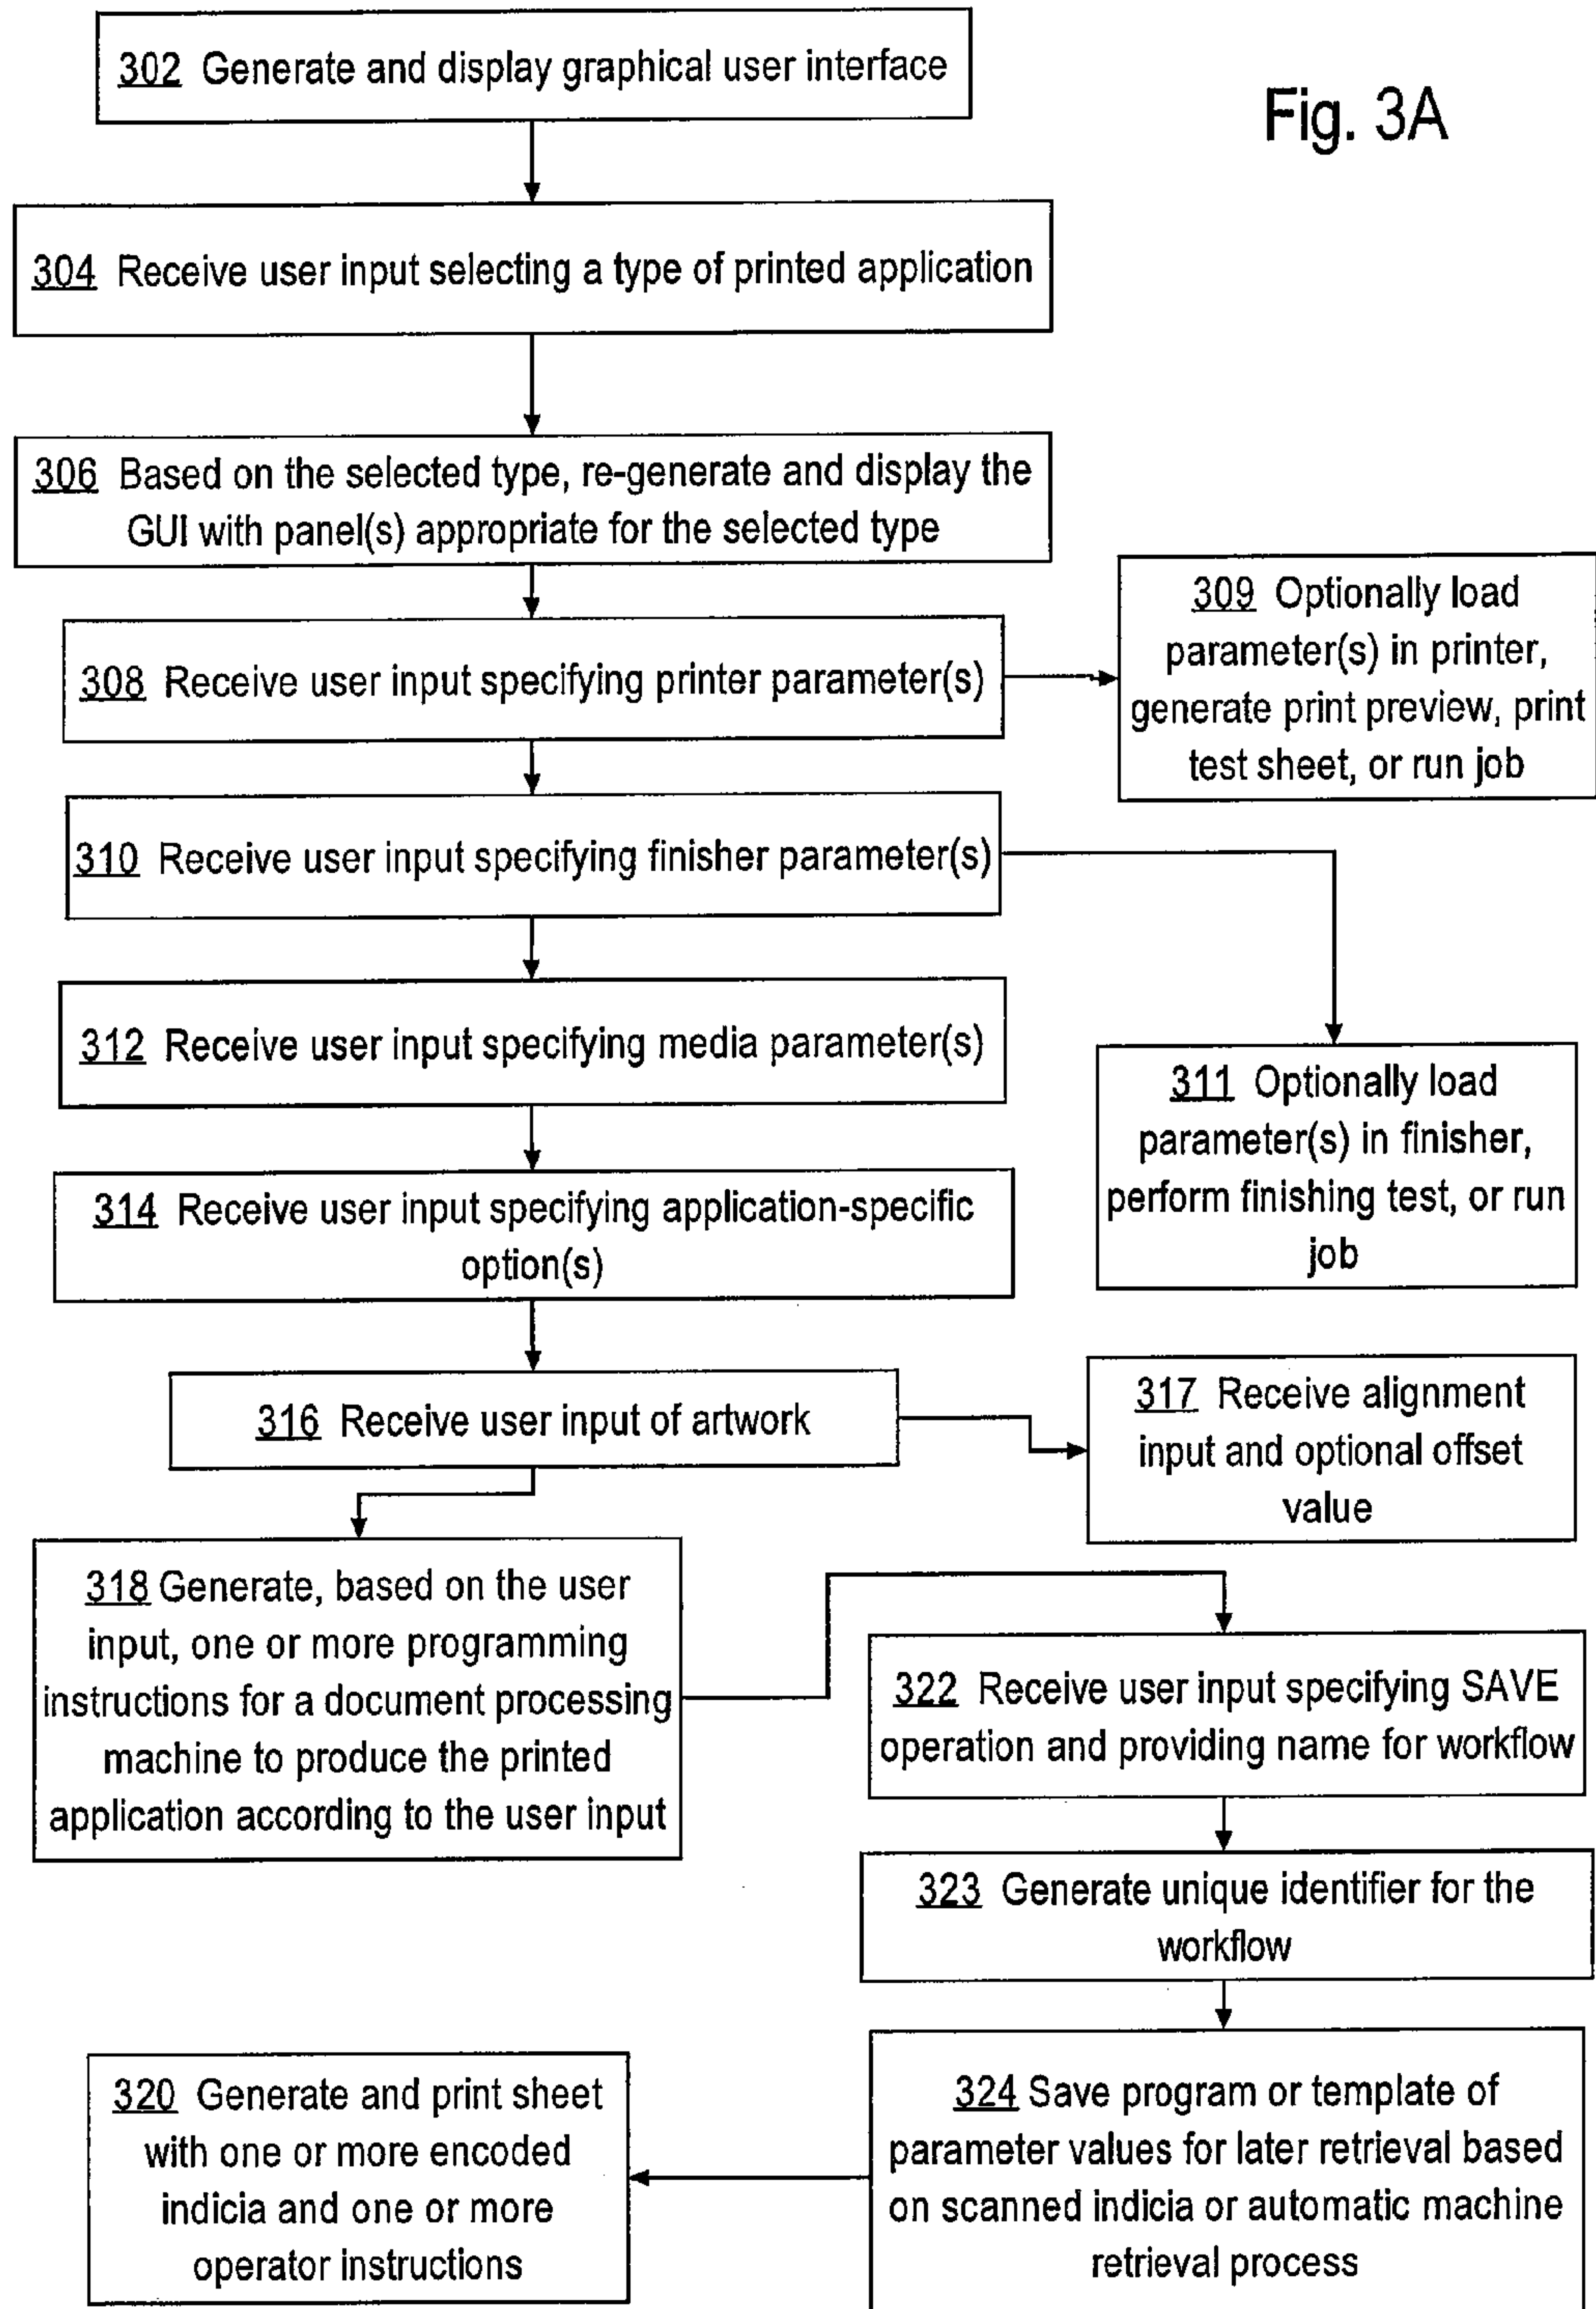 302 Generate and display graphical user interface
Fig. 3A
304 Receive user input selecting a type of printed application
306 Based on the selected type, re-generate and display the
GUI with panel(s) appropriate for the selected type
308 Receive user input specifying printer parameter(s)
309 Optionally load
parameter(s) in printer,
generate print preview, print
test sheet, or run job
310 Receive user input specifying finisher parameter(s)
312 Receive user input specifying media parameter(s)
311 Optionally load
parameter(s) in finisher,
perform finishing test, or run
job
314 Receive user input specifying application-specific
option(s)
316 Receive user input of artwork
317 Receive alignment
input and optional offset
value
318 Generate, based on the user
input, one or more programming
instructions for a document processing
machine to produce the printed
application according to the user input
322 Receive user input specifying SAVE
operation and providing name for workflow
323 Generate unique identifier for the
workflow
324 Save program or template of
parameter values for later retrieval based
on scanned indicia or automatic machine
retrieval process
320 Generate and print sheet
with one or more encoded
indicia and one or more
operator instructions